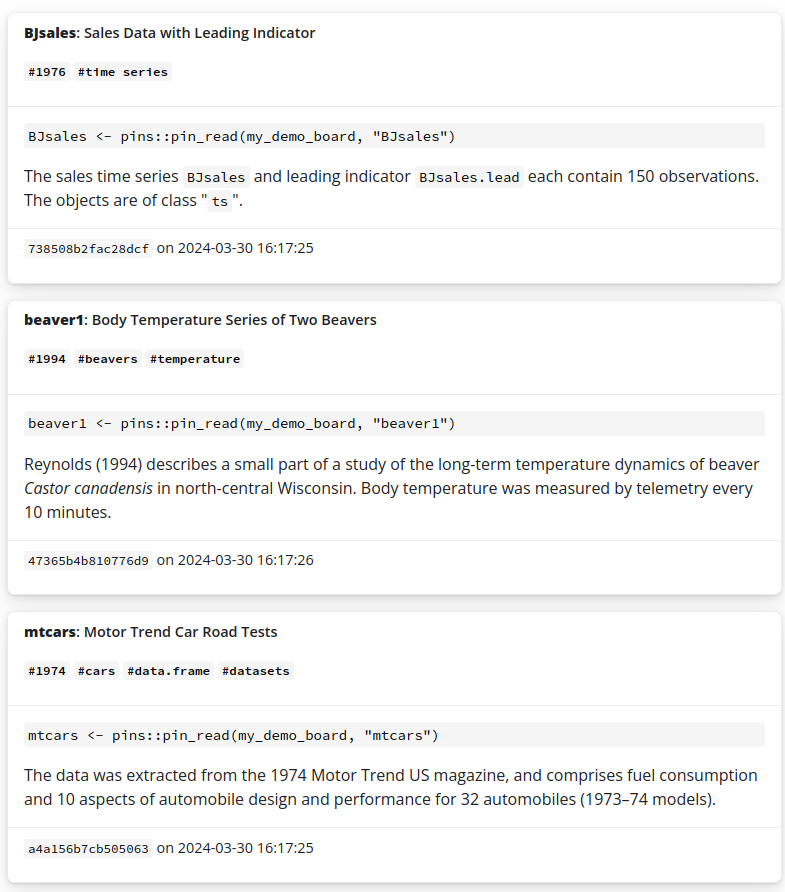 BJsales: Sales Data with Leading Indicator
#1976 #time series
BJsales <- pins::pin_read(my_demo_board, "BJsales")
The sales time series BJsales and leading indicator BJsales.lead each contain 150 observations.
The objects are of class " ts ".
738508b2fac28dcf on 2024-03-30 16:17:25
beaver1: Body Temperature Series of Two Beavers
#1994 #beavers #temperature
beaver1 <- pins::pin_read(my_demo_board, "beaver1")
Reynolds (1994) describes a small part of a study of the long-term temperature dynamics of beaver
Castor canadensis in north-central Wisconsin. Body temperature was measured by telemetry every
10 minutes.
47365b4b810776d9 on 2024-03-30 16:17:26
mtcars: Motor Trend Car Road Tests
#1974 #cars #data.frame #datasets
mtcars <- pins::pin_read(my_demo_board, "mtcars")
The data was extracted from the 1974 Motor Trend US magazine, and comprises fuel consumption
and 10 aspects of automobile design and performance for 32 automobiles (1973–74 models).
a4a156b7cb505063 on 2024-03-30 16:17:25